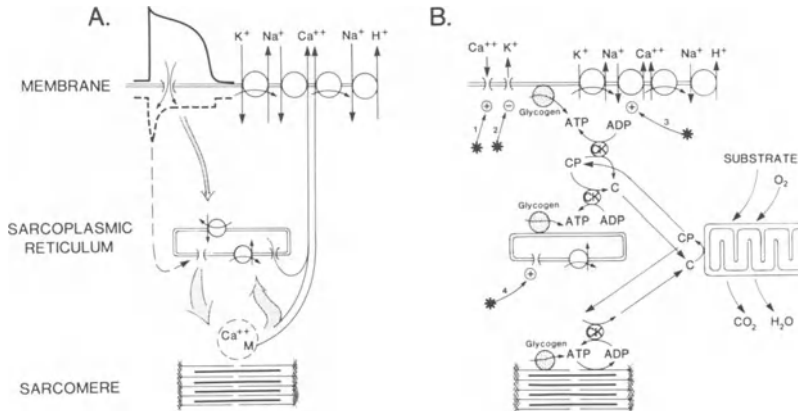 A.
K⁺ Na⁺ Ca⁺⁺ Na⁺ H⁺
MEMBRANE
SARCOPLASMIC
RETICULUM
Ca⁺⁺
M
SARCOMERE
B.
Ca⁺⁺ K⁺ K⁺ Na⁺ Ca⁺⁺ Na⁺ H⁺
+ − +
1 2 3
Glycogen
ATP ADP
CK
CP
C
SUBSTRATE
O₂
CK
Glycogen
ATP ADP
CP
C
+
4
CO₂ H₂O
CK
Glycogen
ATP ADP